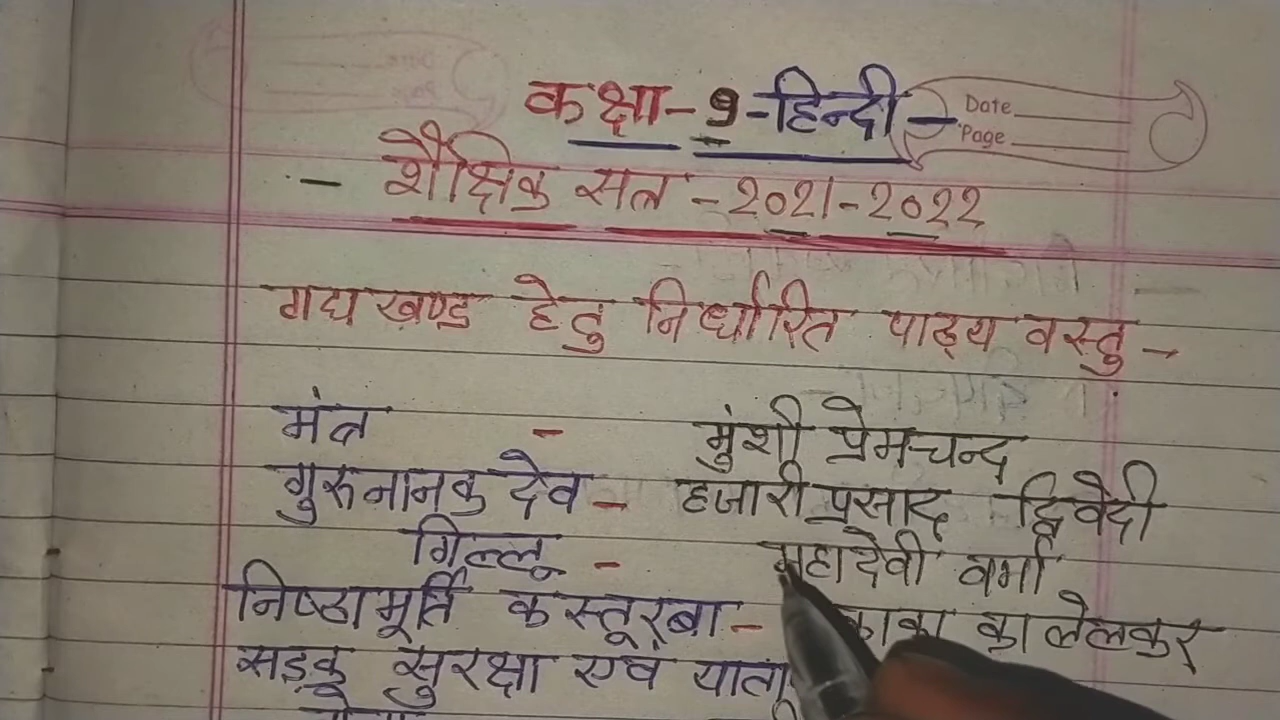 कक्षा-9-हिन्दी-
Date
Page
- शैक्षिक सत्र -2021-2022
गद्य खण्ड हेतु निर्धारित पाठ्य वस्तु -
मंत्र - मुंशी प्रेमचन्द
गुरुनानक देव - हजारी प्रसाद द्विवेदी
गिल्लू - महादेवी वर्मा
निष्ठामूर्ति कस्तूरबा - काका कालेलकर
सड़क सुरक्षा एवं